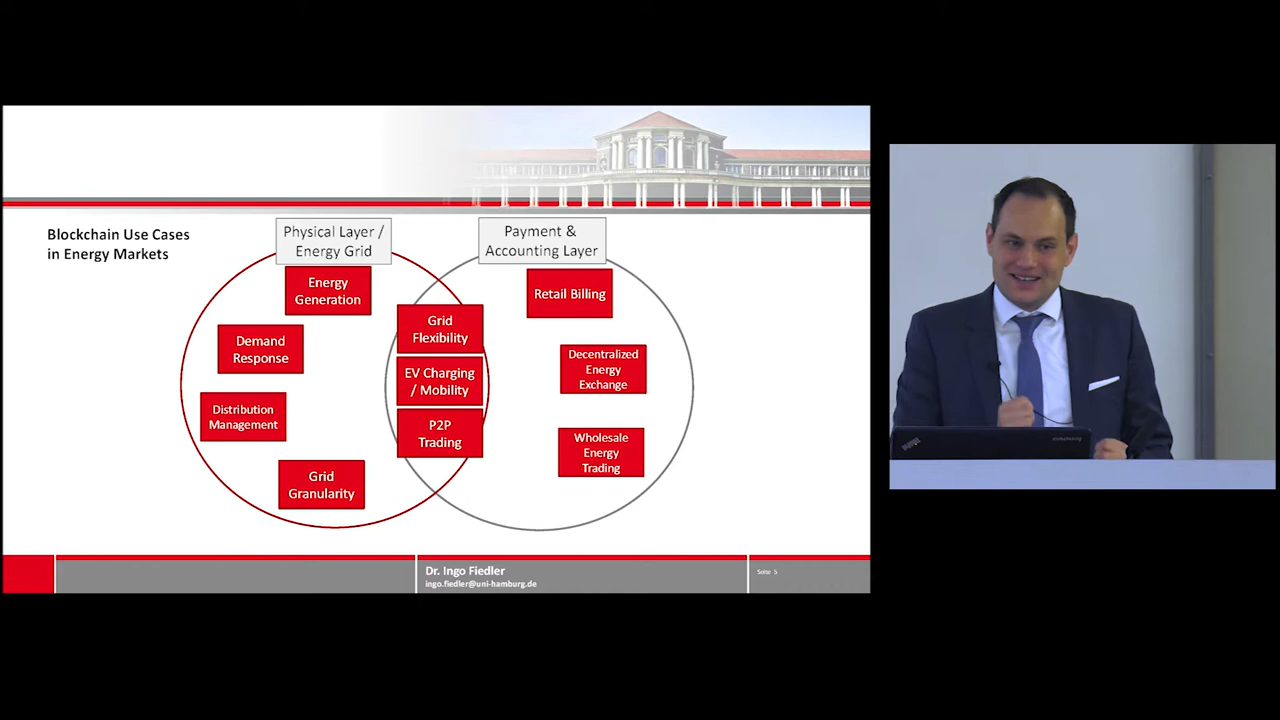 Blockchain Use Cases
in Energy Markets
Physical Layer /
Energy Grid
Payment &
Accounting Layer
Energy
Generation
Retail Billing
Grid
Flexibility
Demand
Response
Decentralized
Energy
Exchange
EV Charging
/ Mobility
Distribution
Management
P2P
Trading
Wholesale
Energy
Trading
Grid
Granularity
Dr. Ingo Fiedler
ingo.fiedler@uni-hamburg.de
Seite 5